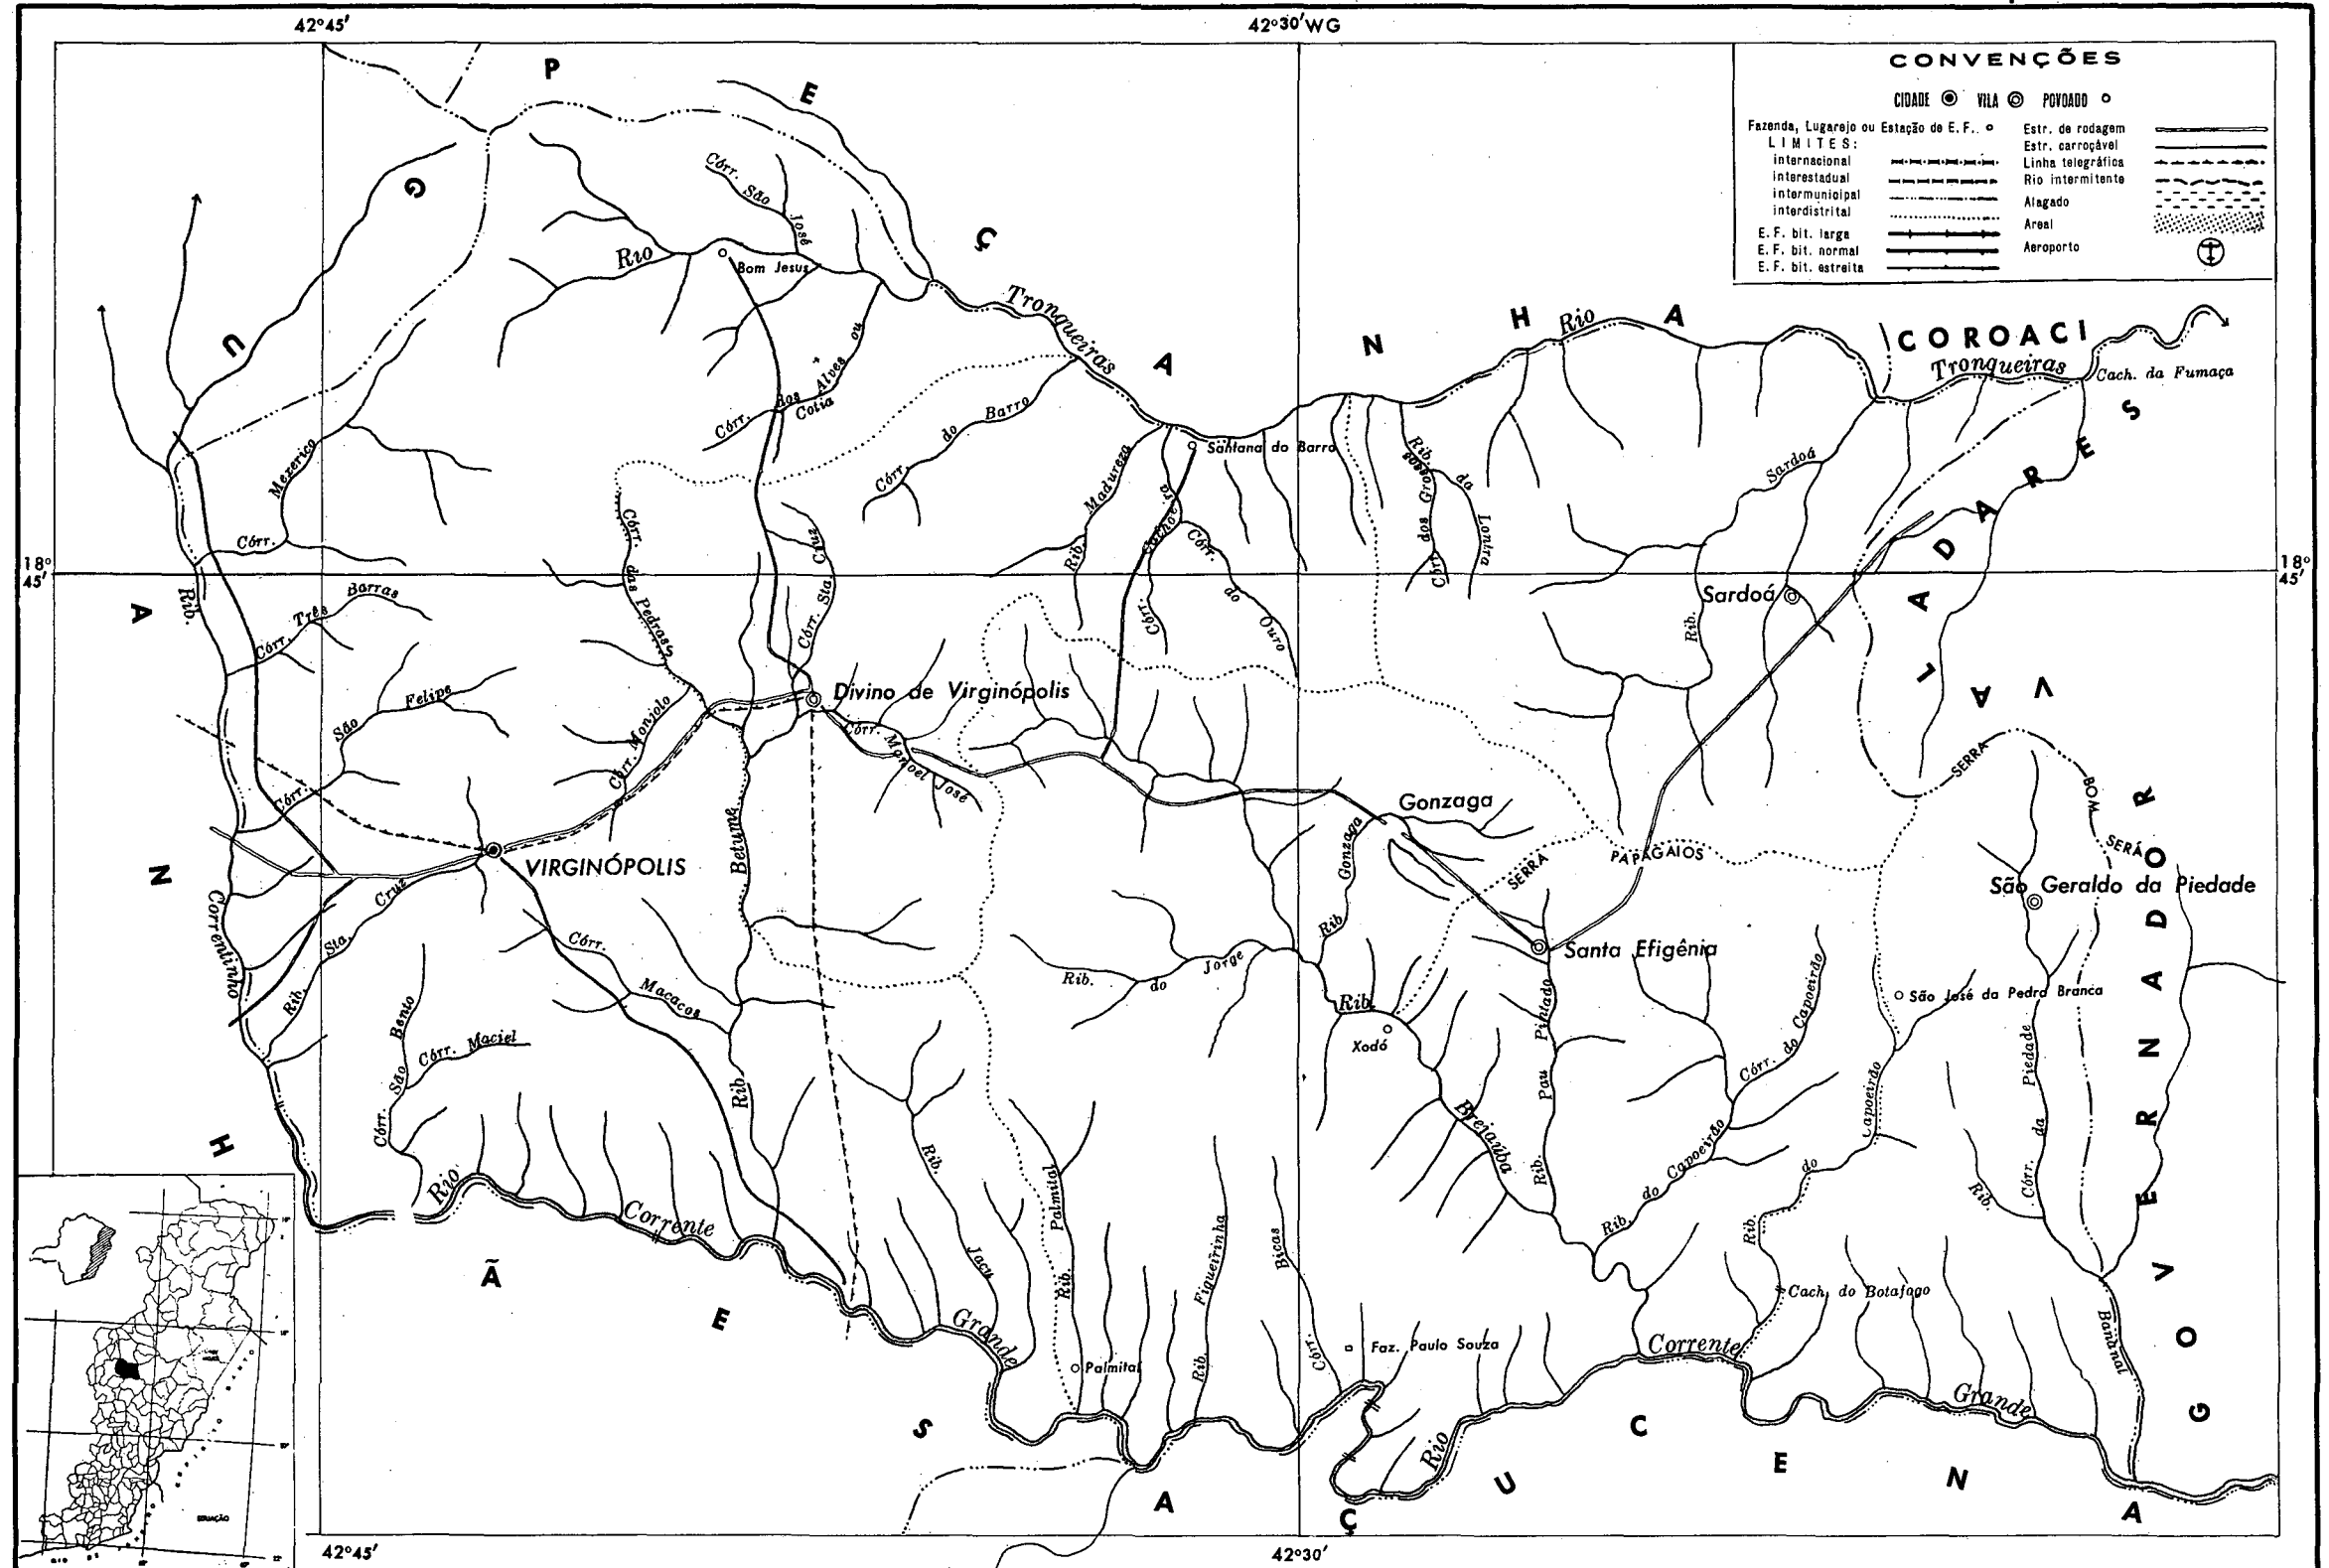 42°45'
42°30'WG
P E Ç A N H A
CONVENÇÕES
CIDADE VILA POVOADO
Fazenda, Lugarejo ou Estação de E.F.
LIMITES:
internacional
interestadual
intermunicipal
interdistrital
E.F. bit. larga
E.F. bit. normal
E.F. bit. estreita
Estr. de rodagem
Estr. carroçável
Linha telegráfica
Rio intermitente
Alagado
Areal
Aeroporto
G U A N H Ã E S
Córr. São José
Rio
Bom Jesus
Tronqueiras
Rio
COROACI
Tronqueiras
Cach. da Fumaça
Córr. dos Alves ou
Cotia
Córr. do Barro
Santana do Barro
Córr. Mezerico
Rib. Madureza
Córr. Cachoeira
Rib. da Lontra
Córr. dos Grossos
Sardoá
Rib.
Sardoá
18°
45'
18°
45'
Córr. das Pedras
Córr. Sta. Cruz
Córr. do Ouro
Córr. Três Barras
Rib.
Córr. São Felipe
Córr. Monjolo
Divino de Virginópolis
Córr. Manoel José
GOVERNADOR VALADARES
SERRA BOM SERÁ
VIRGINÓPOLIS
Betume
Gonzaga
Rib. Gonzaga
SERRA PAPAGAIOS
São Geraldo da Piedade
Correntinho
Rib. Sta. Cruz
Santa Efigênia
Córr. Macacos
Rib. do Jorge
Rib.
Xodó
São José da Pedra Branca
Córr. São Bento
Córr. Maciel
Rib.
Rib. Pau Pintado
Córr. do Capoeirão
Capoeirão
Córr. da Piedade
Brejaúba
Rib. do Capoeirão
Rib. do
Rib.
Rio
Corrente
Grande
Rib. Jacu
Rib. Palmital
Palmital
Rib. Figueirinha
Córr. Bicas
Faz. Paulo Souza
Cach. do Botafogo
Bananal
Rio
Corrente
Grande
A Ç U C E N A
SITUAÇÃO
42°45'
42°30'